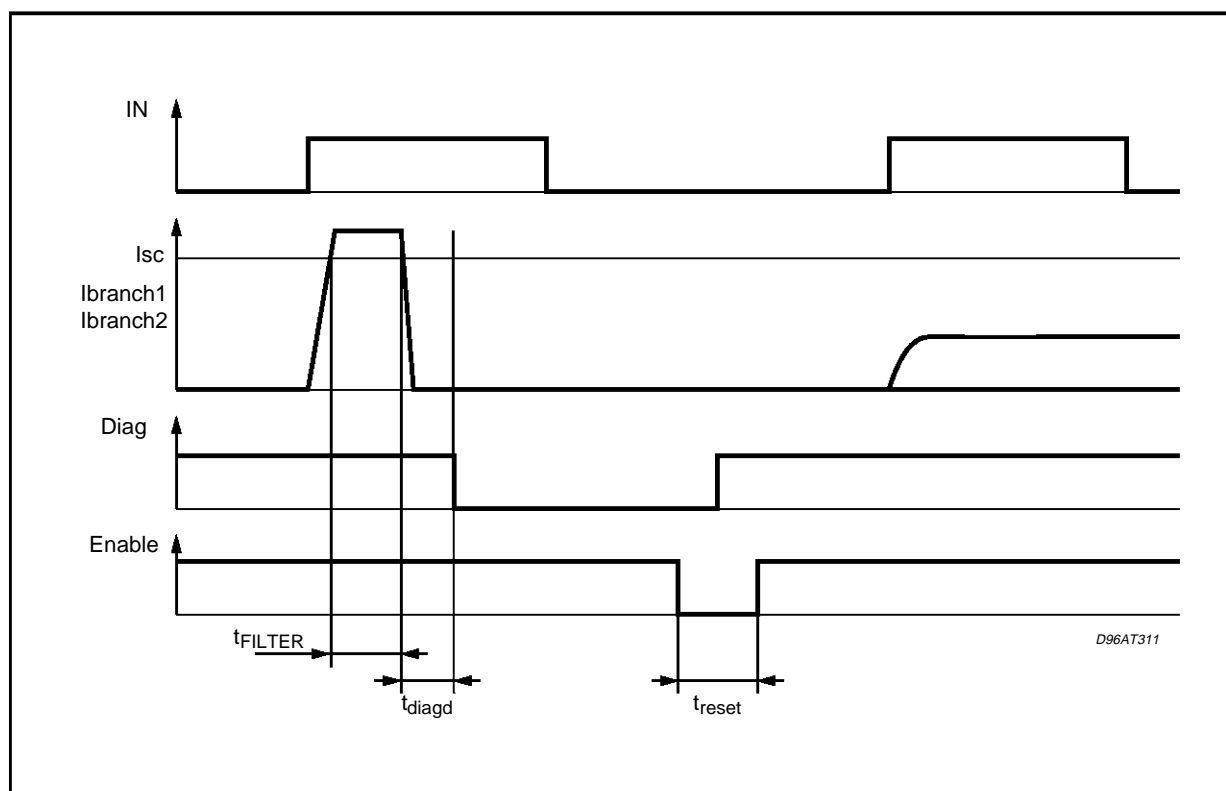 IN
Isc
Ibranch1
Ibranch2
Diag
Enable
tFILTER
D96AT311
tdiagd
treset